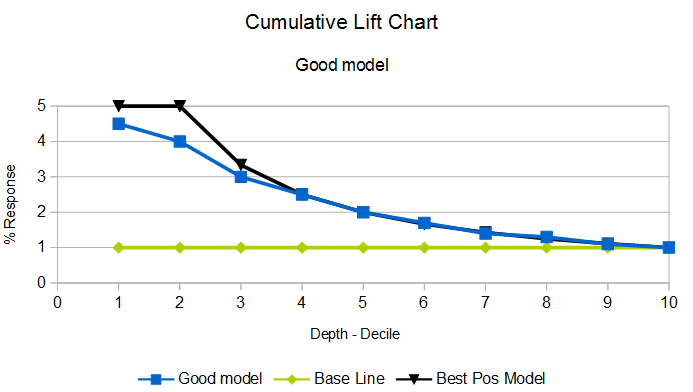 Cumulative Lift Chart
Good model
% Response
5
4
3
2
1
0
0 1 2 3 4 5 6 7 8 9 10
Depth - Decile
Good model Base Line Best Pos Model